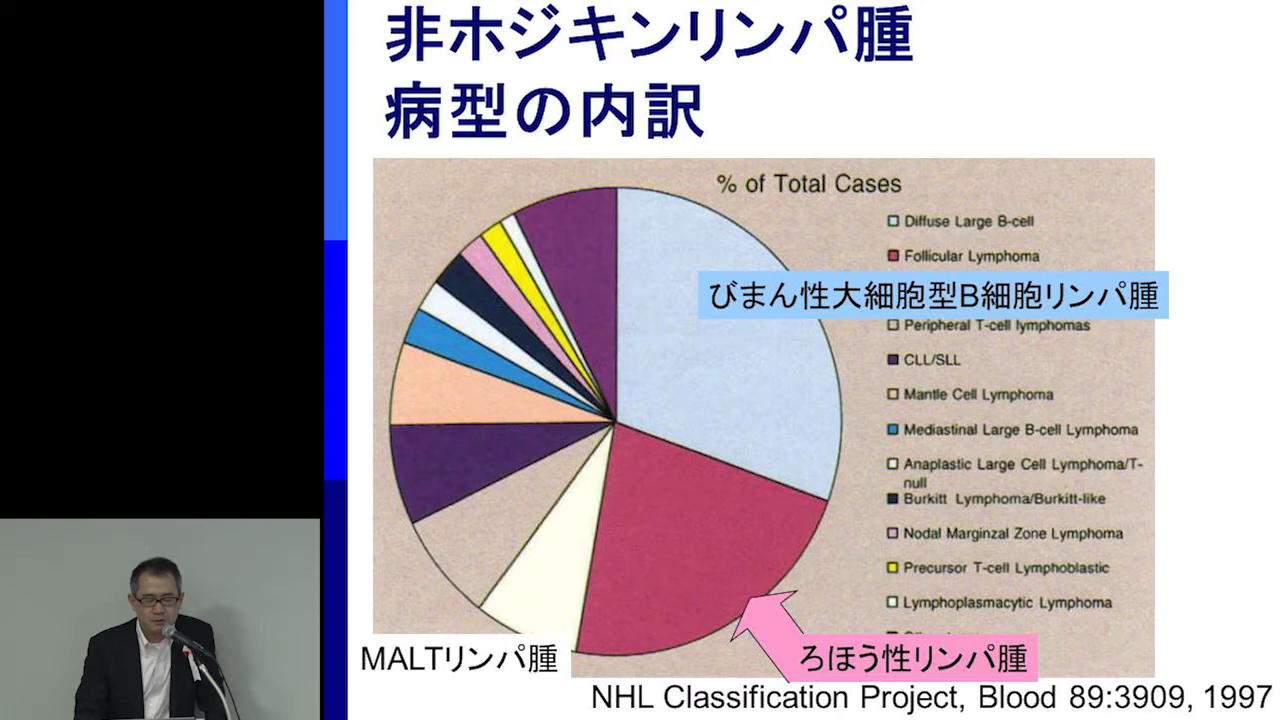 非ホジキンリンパ腫
病型の内訳
% of Total Cases
Diffuse Large B-cell
Follicular Lymphoma
びまん性大細胞型B細胞リンパ腫
Peripheral T-cell lymphomas
CLL/SLL
Mantle Cell Lymphoma
Mediastinal Large B-cell Lymphoma
Anaplastic Large Cell Lymphoma/T-
null
Burkitt Lymphoma/Burkitt-like
Nodal Marginzal Zone Lymphoma
Precursor T-cell Lymphoblastic
Lymphoplasmacytic Lymphoma
MALTリンパ腫
ろほう性リンパ腫
NHL Classification Project, Blood 89:3909, 1997